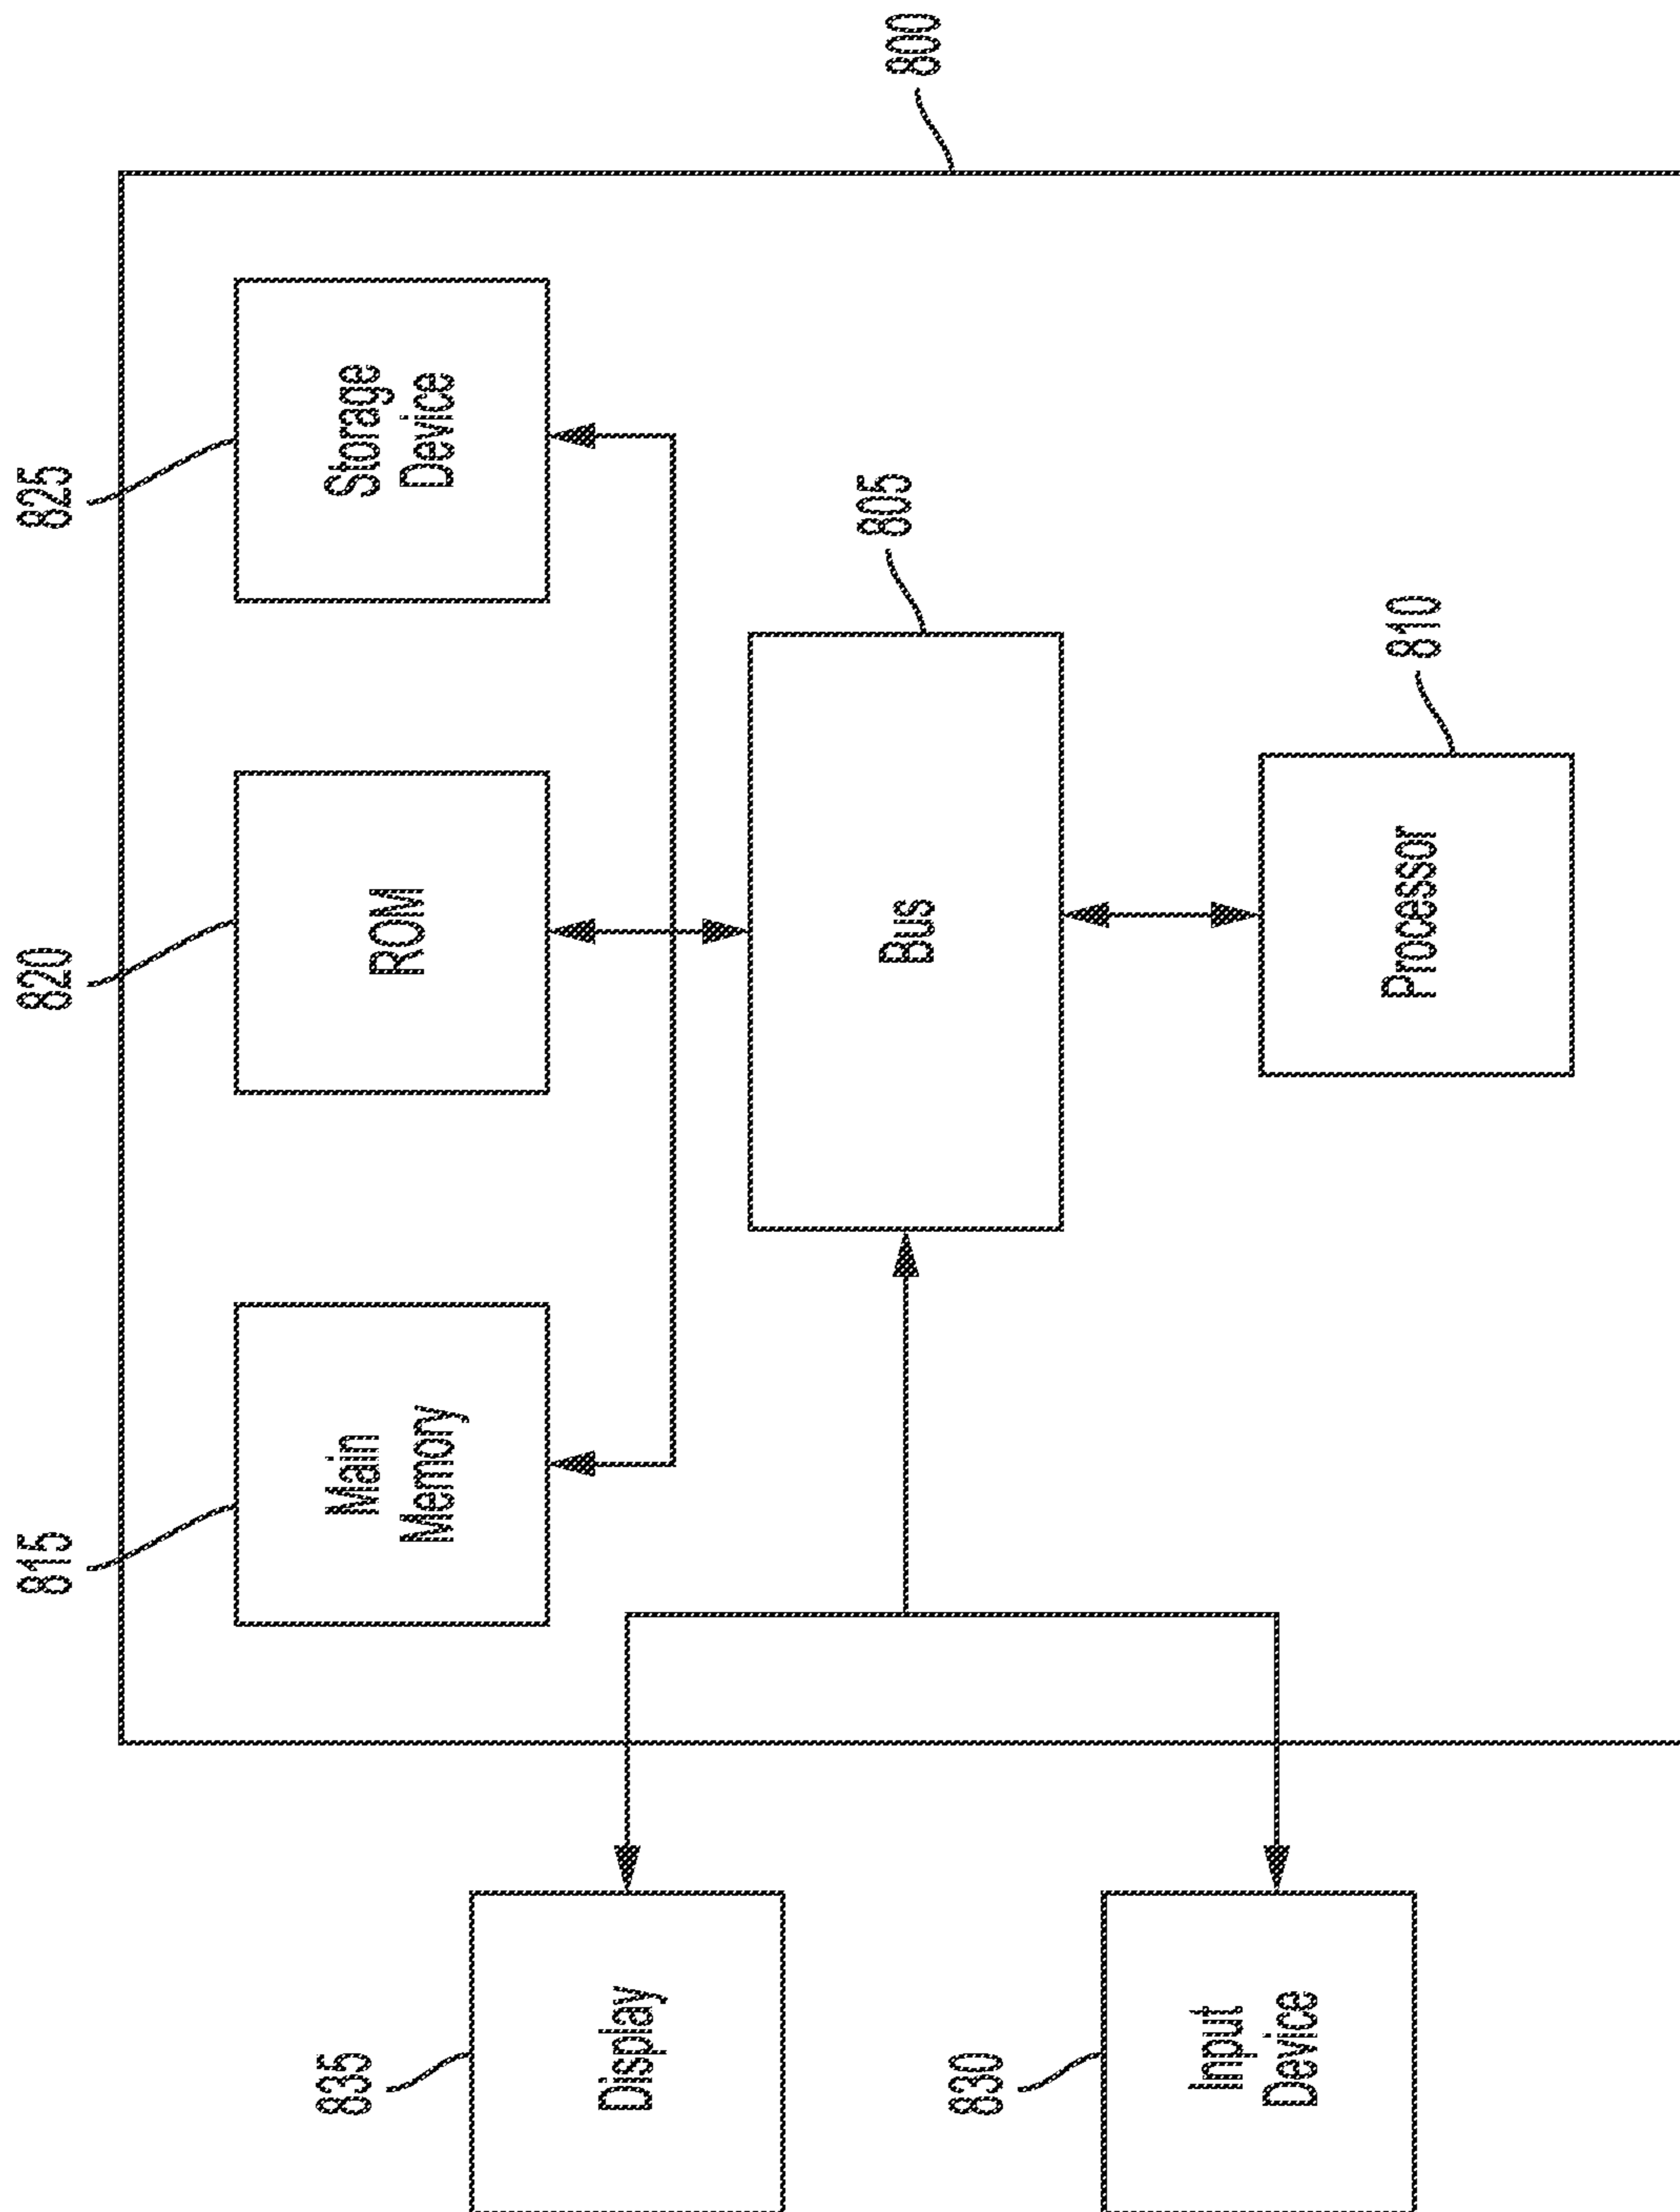 815
820
825
Main
Memory
ROM
Storage
Device
835
Display
Bus
805
800
830
Input
Device
Processor
810